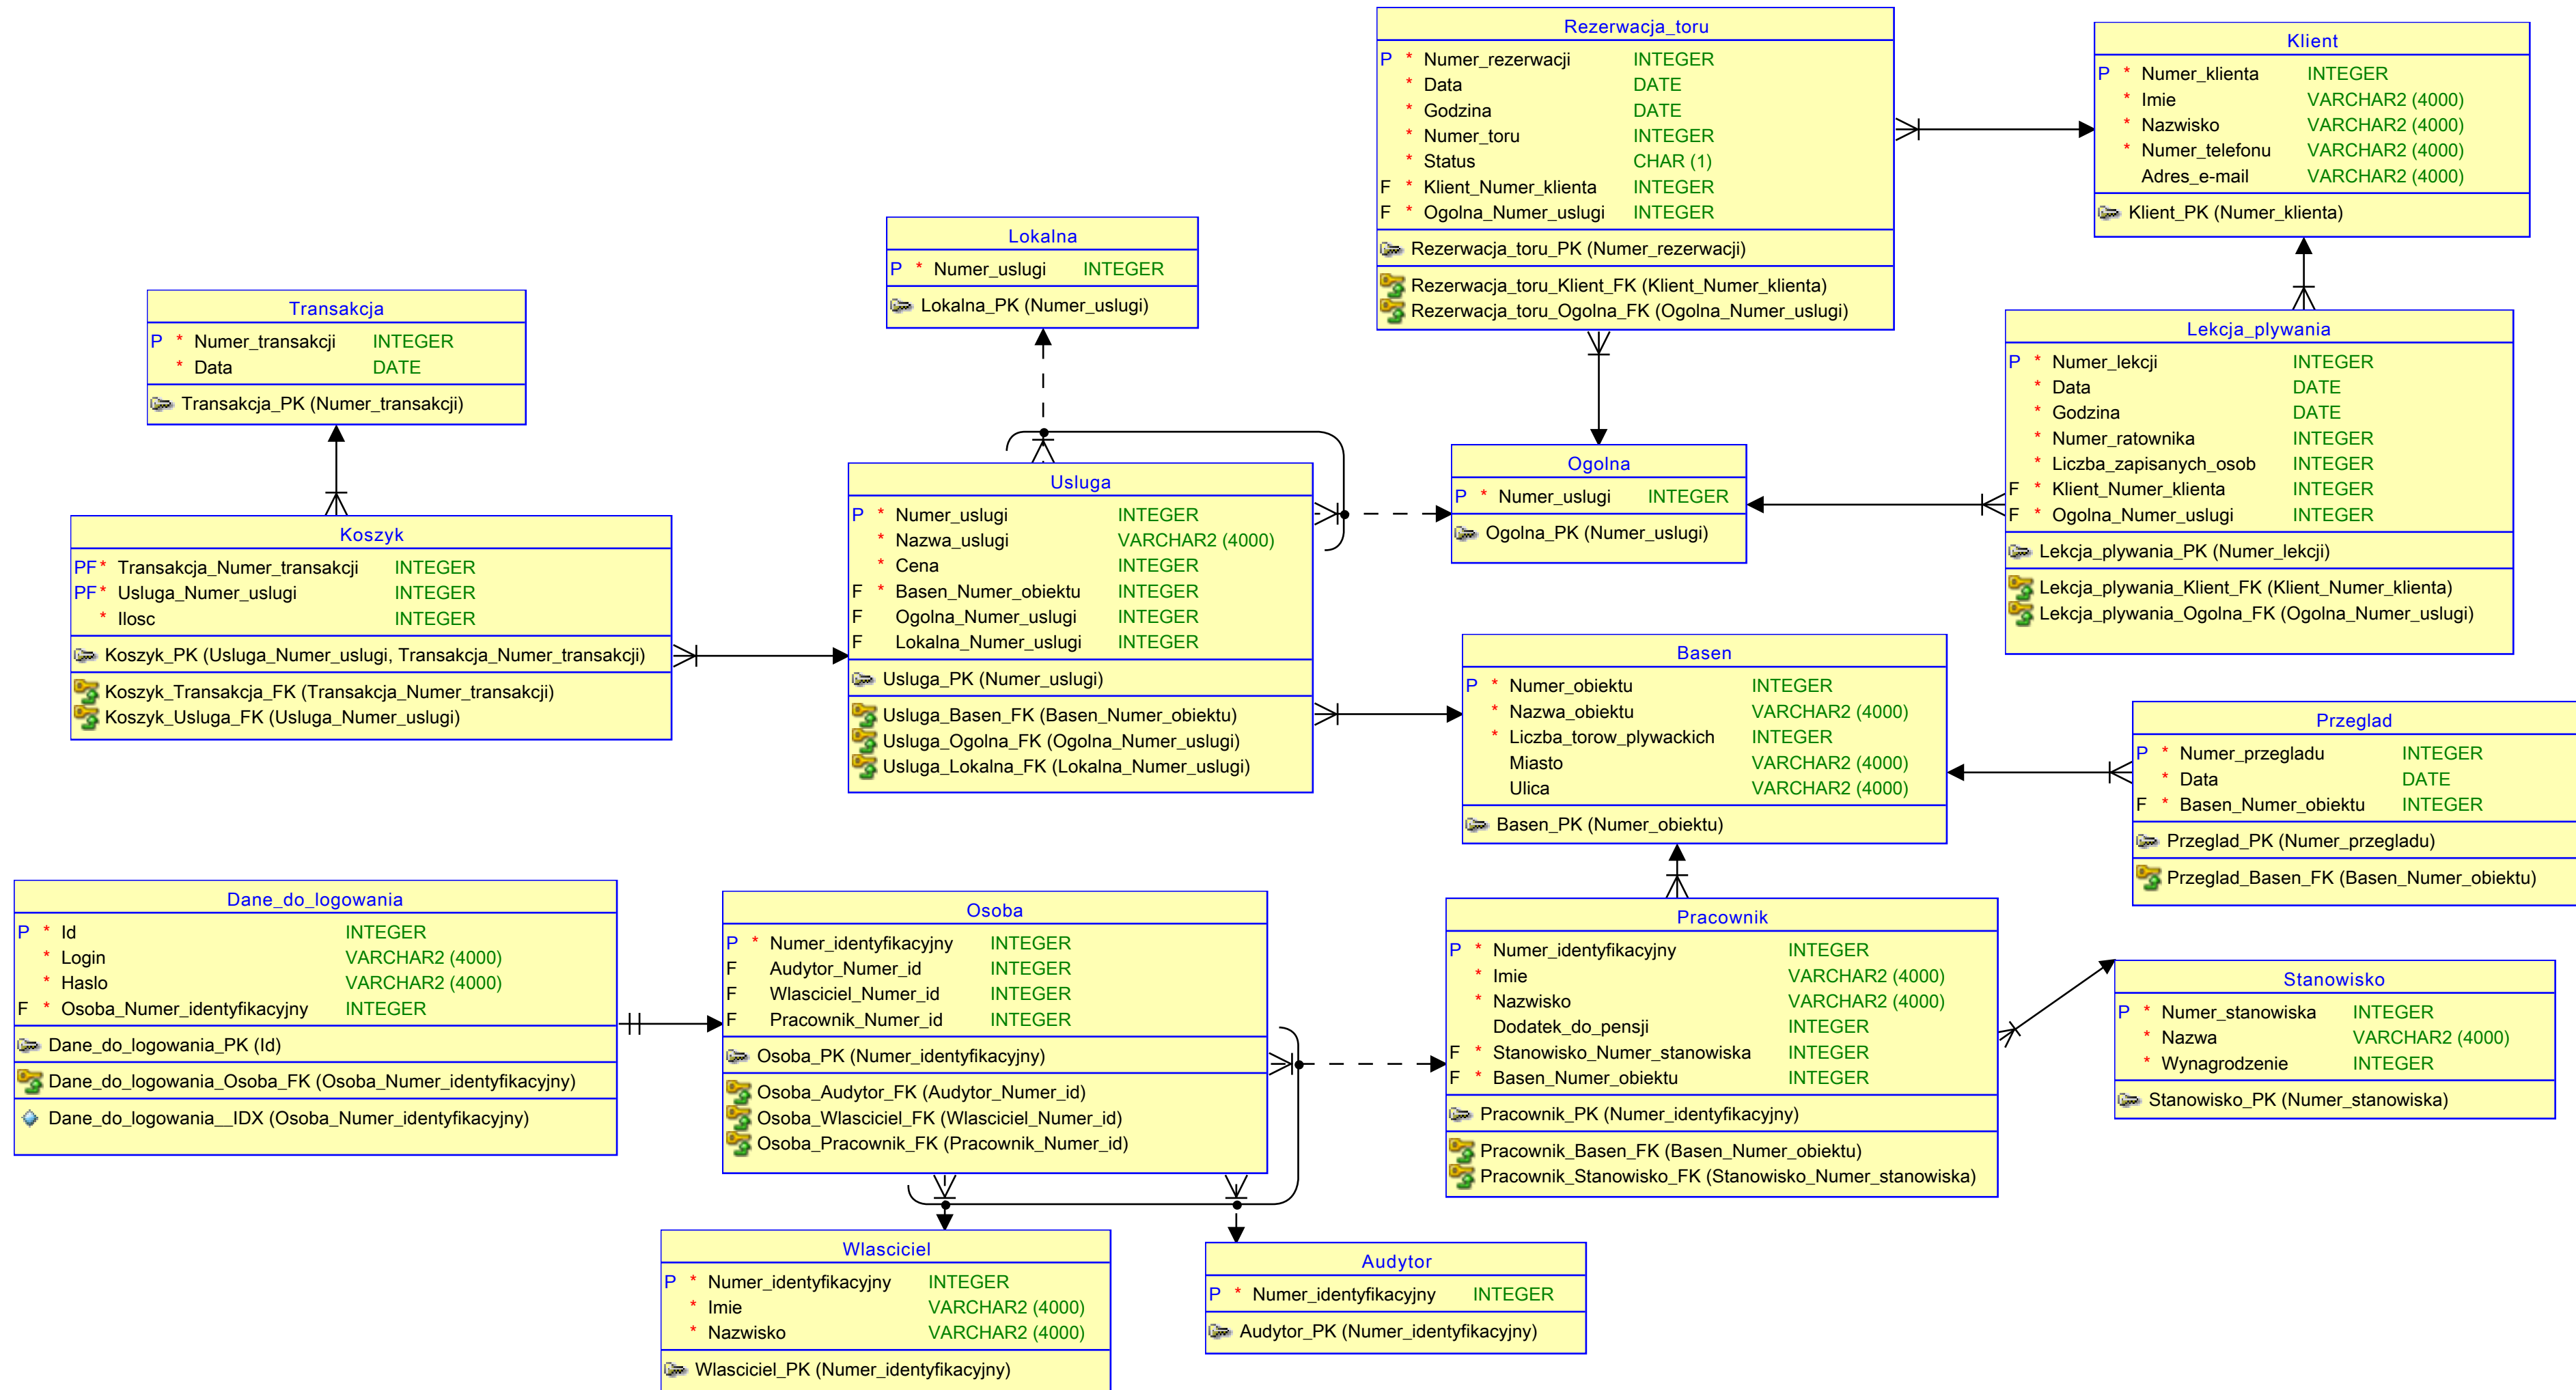 Rezerwacja_toru
P * Numer_rezerwacji INTEGER
* Data DATE
* Godzina DATE
* Numer_toru INTEGER
* Status CHAR (1)
F * Klient_Numer_klienta INTEGER
F * Ogolna_Numer_uslugi INTEGER
Rezerwacja_toru_PK (Numer_rezerwacji)
Rezerwacja_toru_Klient_FK (Klient_Numer_klienta)
Rezerwacja_toru_Ogolna_FK (Ogolna_Numer_uslugi)
Klient
P * Numer_klienta INTEGER
* Imie VARCHAR2 (4000)
* Nazwisko VARCHAR2 (4000)
* Numer_telefonu VARCHAR2 (4000)
Adres_e-mail VARCHAR2 (4000)
Klient_PK (Numer_klienta)
Lokalna
P * Numer_uslugi INTEGER
Lokalna_PK (Numer_uslugi)
Transakcja
P * Numer_transakcji INTEGER
* Data DATE
Transakcja_PK (Numer_transakcji)
Lekcja_plywania
P * Numer_lekcji INTEGER
* Data DATE
* Godzina DATE
* Numer_ratownika INTEGER
* Liczba_zapisanych_osob INTEGER
F * Klient_Numer_klienta INTEGER
F * Ogolna_Numer_uslugi INTEGER
Lekcja_plywania_PK (Numer_lekcji)
Lekcja_plywania_Klient_FK (Klient_Numer_klienta)
Lekcja_plywania_Ogolna_FK (Ogolna_Numer_uslugi)
Ogolna
P * Numer_uslugi INTEGER
Ogolna_PK (Numer_uslugi)
Usluga
P * Numer_uslugi INTEGER
* Nazwa_uslugi VARCHAR2 (4000)
* Cena INTEGER
F * Basen_Numer_obiektu INTEGER
F Ogolna_Numer_uslugi INTEGER
F Lokalna_Numer_uslugi INTEGER
Usluga_PK (Numer_uslugi)
Usluga_Basen_FK (Basen_Numer_obiektu)
Usluga_Ogolna_FK (Ogolna_Numer_uslugi)
Usluga_Lokalna_FK (Lokalna_Numer_uslugi)
Koszyk
PF * Transakcja_Numer_transakcji INTEGER
PF * Usluga_Numer_uslugi INTEGER
* Ilosc INTEGER
Koszyk_PK (Usluga_Numer_uslugi, Transakcja_Numer_transakcji)
Koszyk_Transakcja_FK (Transakcja_Numer_transakcji)
Koszyk_Usluga_FK (Usluga_Numer_uslugi)
Basen
P * Numer_obiektu INTEGER
* Nazwa_obiektu VARCHAR2 (4000)
* Liczba_torow_plywackich INTEGER
Miasto VARCHAR2 (4000)
Ulica VARCHAR2 (4000)
Basen_PK (Numer_obiektu)
Przeglad
P * Numer_przegladu INTEGER
* Data DATE
F * Basen_Numer_obiektu INTEGER
Przeglad_PK (Numer_przegladu)
Przeglad_Basen_FK (Basen_Numer_obiektu)
Dane_do_logowania
P * Id INTEGER
* Login VARCHAR2 (4000)
* Haslo VARCHAR2 (4000)
F * Osoba_Numer_identyfikacyjny INTEGER
Dane_do_logowania_PK (Id)
Dane_do_logowania_Osoba_FK (Osoba_Numer_identyfikacyjny)
Dane_do_logowania__IDX (Osoba_Numer_identyfikacyjny)
Osoba
P * Numer_identyfikacyjny INTEGER
F Audytor_Numer_id INTEGER
F Wlasciciel_Numer_id INTEGER
F Pracownik_Numer_id INTEGER
Osoba_PK (Numer_identyfikacyjny)
Osoba_Audytor_FK (Audytor_Numer_id)
Osoba_Wlasciciel_FK (Wlasciciel_Numer_id)
Osoba_Pracownik_FK (Pracownik_Numer_id)
Pracownik
P * Numer_identyfikacyjny INTEGER
* Imie VARCHAR2 (4000)
* Nazwisko VARCHAR2 (4000)
Dodatek_do_pensji INTEGER
F * Stanowisko_Numer_stanowiska INTEGER
F * Basen_Numer_obiektu INTEGER
Pracownik_PK (Numer_identyfikacyjny)
Pracownik_Basen_FK (Basen_Numer_obiektu)
Pracownik_Stanowisko_FK (Stanowisko_Numer_stanowiska)
Stanowisko
P * Numer_stanowiska INTEGER
* Nazwa VARCHAR2 (4000)
* Wynagrodzenie INTEGER
Stanowisko_PK (Numer_stanowiska)
Wlasciciel
P * Numer_identyfikacyjny INTEGER
* Imie VARCHAR2 (4000)
* Nazwisko VARCHAR2 (4000)
Wlasciciel_PK (Numer_identyfikacyjny)
Audytor
P * Numer_identyfikacyjny INTEGER
Audytor_PK (Numer_identyfikacyjny)